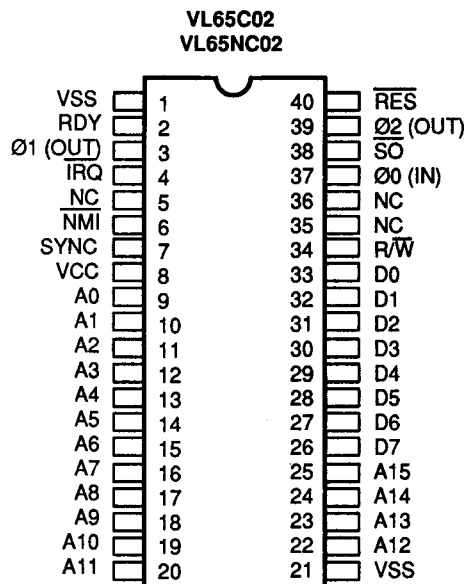 VL65C02
VL65NC02
VSS 1 40 R̅E̅S̅
RDY 2 39 Ø2 (OUT)
Ø1 (OUT) 3 38 S̅O̅
I̅R̅Q̅ 4 37 Ø0 (IN)
NC 5 36 NC
N̅M̅I̅ 6 35 NC
SYNC 7 34 R/W̅
VCC 8 33 D0
A0 9 32 D1
A1 10 31 D2
A2 11 30 D3
A3 12 29 D4
A4 13 28 D5
A5 14 27 D6
A6 15 26 D7
A7 16 25 A15
A8 17 24 A14
A9 18 23 A13
A10 19 22 A12
A11 20 21 VSS